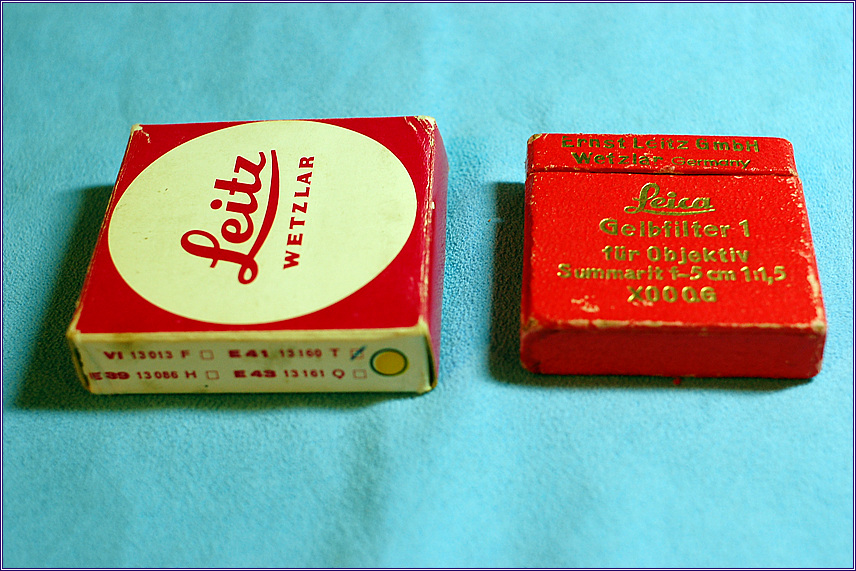 Leitz
WETZLAR
VI 13013 F
E41 13160 T
E39 13086 H
E43 13161 Q
Ernst Leitz GmbH
Wetzlar Germany
Leica
Gelbfilter 1
für Objektiv
Summarit f=5 cm 1:1,5
XOOQG